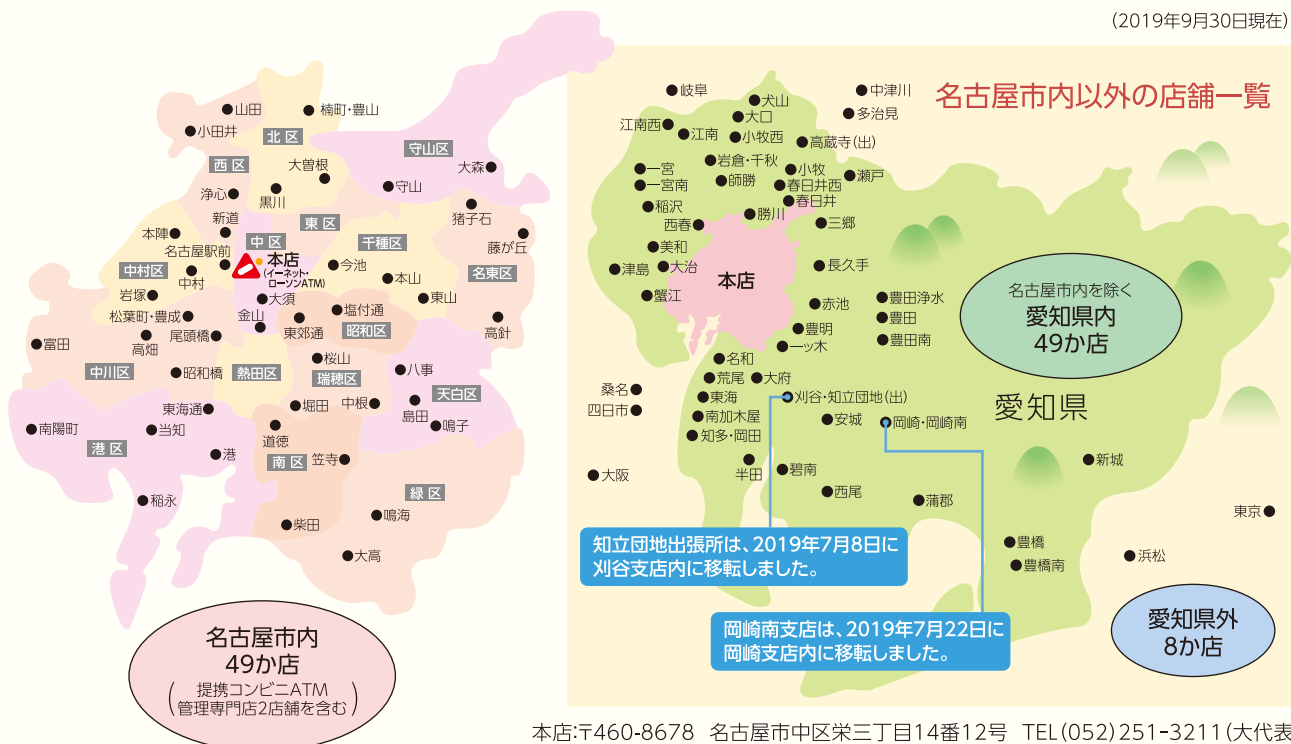 (2019年9月30日現在)
山田
楠町・豊山
小田井
北区
守山区
西区
大曽根
大森
浄心
黒川
守山
新道
猪子石
本陣
東区
藤が丘
名古屋駅前
中区
千種区
本店
(イーネット・
ローソンATM)
今池
名東区
中村区
中村
本山
岩塚
大須
東山
松葉町・豊成
塩付通
金山
東郊通
高針
尾頭橋
昭和区
富田
高畑
桜山
中川区
昭和橋
熱田区
瑞穂区
八事
天白区
東海通
堀田
中根
島田
南陽町
当知
道徳
鳴子
港区
港
南区
笠寺
緑区
稲永
柴田
鳴海
大高
名古屋市内
49か店
(提携コンビニATM
管理専門店2店舗を含む)
名古屋市内以外の店舗一覧
岐阜
犬山
中津川
大口
多治見
江南西
江南
小牧西
高蔵寺(出)
岩倉・千秋
一宮
小牧
瀬戸
一宮南
師勝
春日井西
稲沢
春日井
西春
勝川
三郷
美和
津島
大治
本店
長久手
蟹江
赤池
豊田浄水
豊田
豊明
豊田南
一ッ木
名古屋市内を除く
愛知県内
49か店
名和
荒尾
大府
桑名
東海
刈谷・知立団地(出)
四日市
南加木屋
安城
岡崎・岡崎南
愛知県
知多・岡田
大阪
半田
碧南
新城
西尾
蒲郡
東京
豊橋
豊橋南
浜松
知立団地出張所は、2019年7月8日に
刈谷支店内に移転しました。
岡崎南支店は、2019年7月22日に
岡崎支店内に移転しました。
愛知県外
8か店
本店:〒460-8678 名古屋市中区栄三丁目14番12号 TEL(052)251-3211(大代表